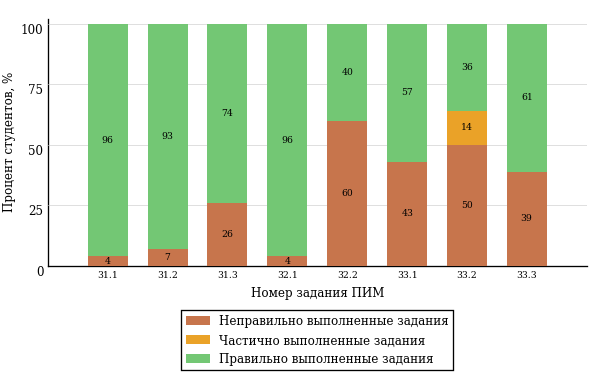 Процент студентов, %
100
75
50
25
0
96 93 74 96 40 57 36 61
14
4 7 26 4 60 43 50 39
31.1 31.2 31.3 32.1 32.2 33.1 33.2 33.3
Номер задания ПИМ
Неправильно выполненные задания
Частично выполненные задания
Правильно выполненные задания